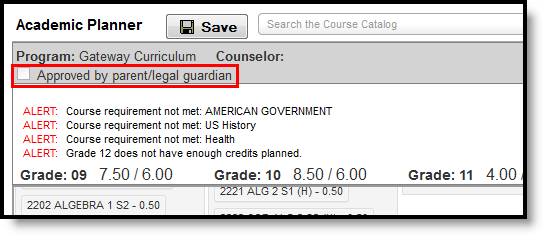 Academic Planner Save Search the Course Catalog
Program: Gateway Curriculum Counselor:
Approved by parent/legal guardian
ALERT: Course requirement not met: AMERICAN GOVERNMENT
ALERT: Course requirement not met: US History
ALERT: Course requirement not met: Health
ALERT: Grade 12 does not have enough credits planned.
Grade: 09 7.50 / 6.00 Grade: 10 8.50 / 6.00 Grade: 11 4.00 /
2221 ALG 2 S1 (H) - 0.50
2202 ALGEBRA 1 S2 - 0.50